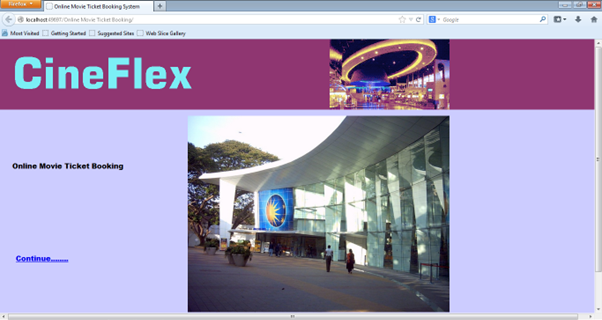 Firefox
Online Movie Ticket Booking System
localhost:49887/Online Movie Ticket Booking/
Google
Most Visited
Getting Started
Suggested Sites
Web Slice Gallery
CineFlex
Online Movie Ticket Booking
Continue........